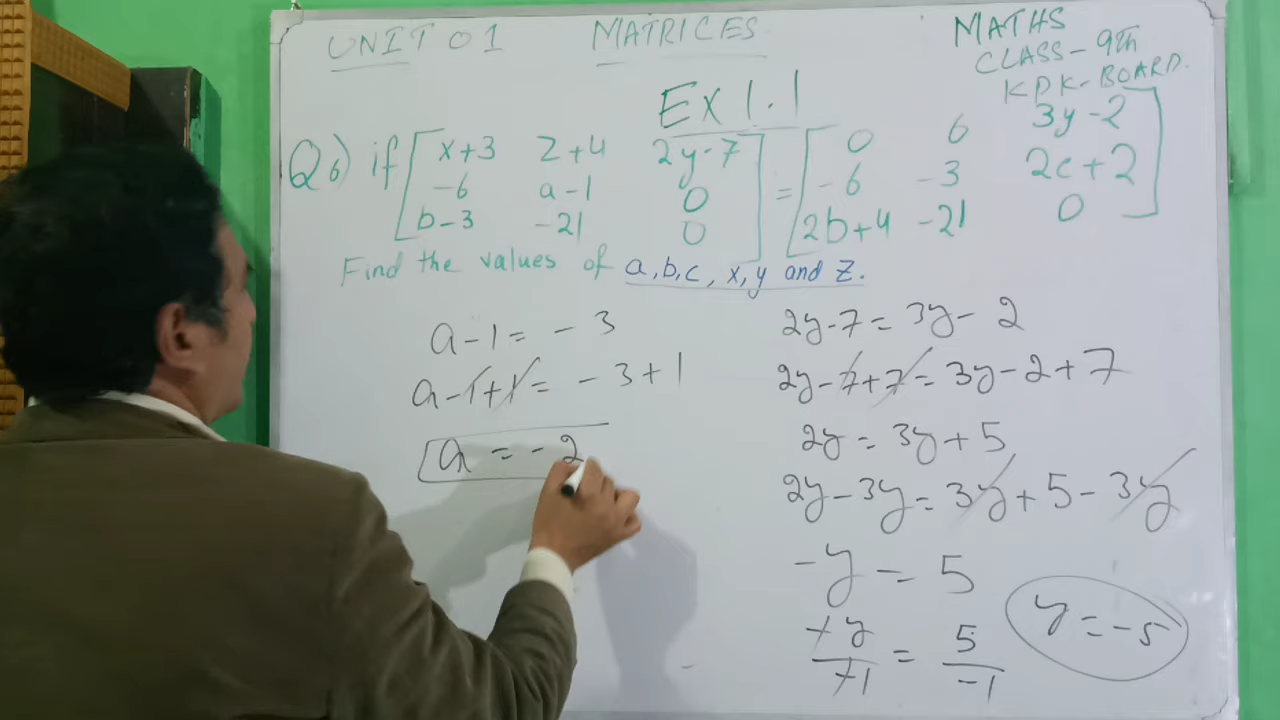 UNIT 01 MATRICES MATHS
CLASS - 9th
KPK - BOARD.
Ex 1.1
Q6) if [ x+3 z+4 2y-7 ] = [ 0 6 3y-2 ]
-6 a-1 0 -6 -3 2c+2
b-3 -21 0 2b+4 -21 0
Find the values of a,b,c, x,y and z.
a-1 = -3
a-1+1 = -3+1
a = -2
2y-7 = 3y-2
2y-7+7 = 3y-2+7
2y = 3y+5
2y-3y = 3y+5-3y
-y = 5
-y/-1 = 5/-1
y = -5